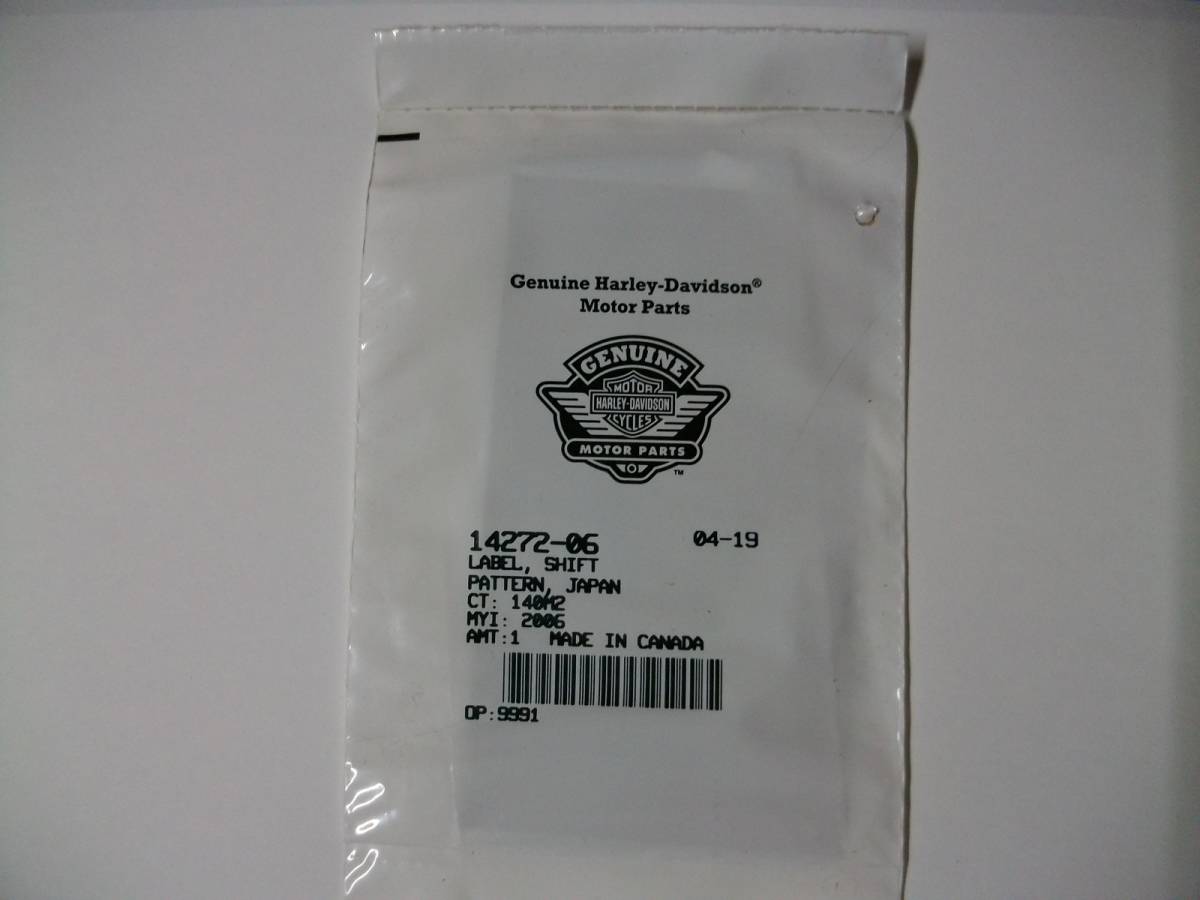 Genuine Harley-Davidson®
Motor Parts
GENUINE
MOTOR
HARLEY-DAVIDSON
CYCLES
MOTOR PARTS
™
14272-06 04-19
LABEL, SHIFT
PATTERN, JAPAN
CT: 140M2
MYI: 2006
AMT:1 MADE IN CANADA
OP:9991